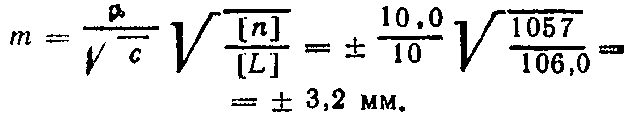 m = a/√c √[n]/[L] = ± 10,0/10 √1057/106,0 =
= ± 3,2 мм.